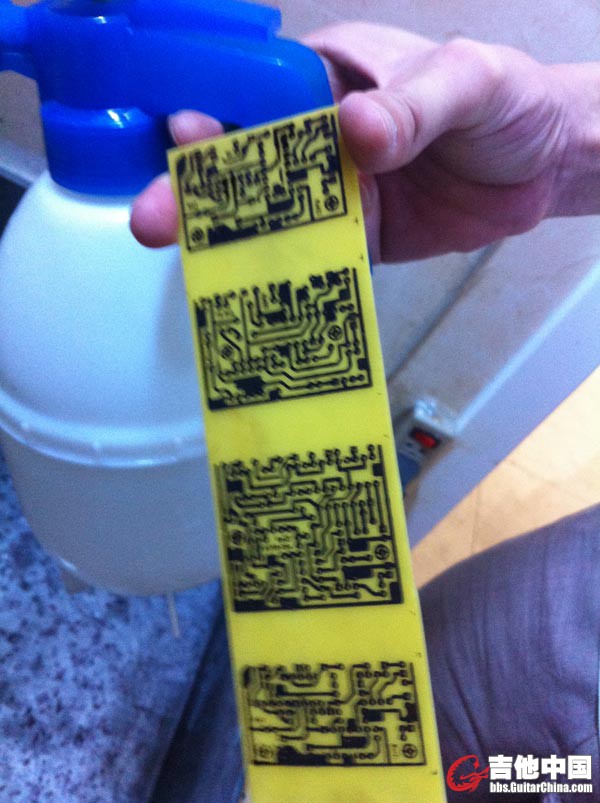 吉他中国
bbs.GuitarChina.com